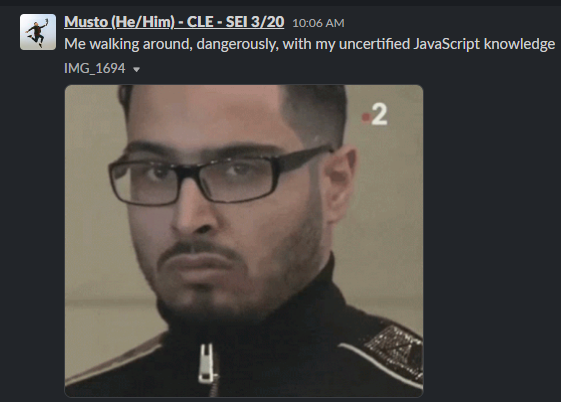 Musto (He/Him) - CLE - SEI 3/20 10:06 AM
Me walking around, dangerously, with my uncertified JavaScript knowledge
IMG_1694
2